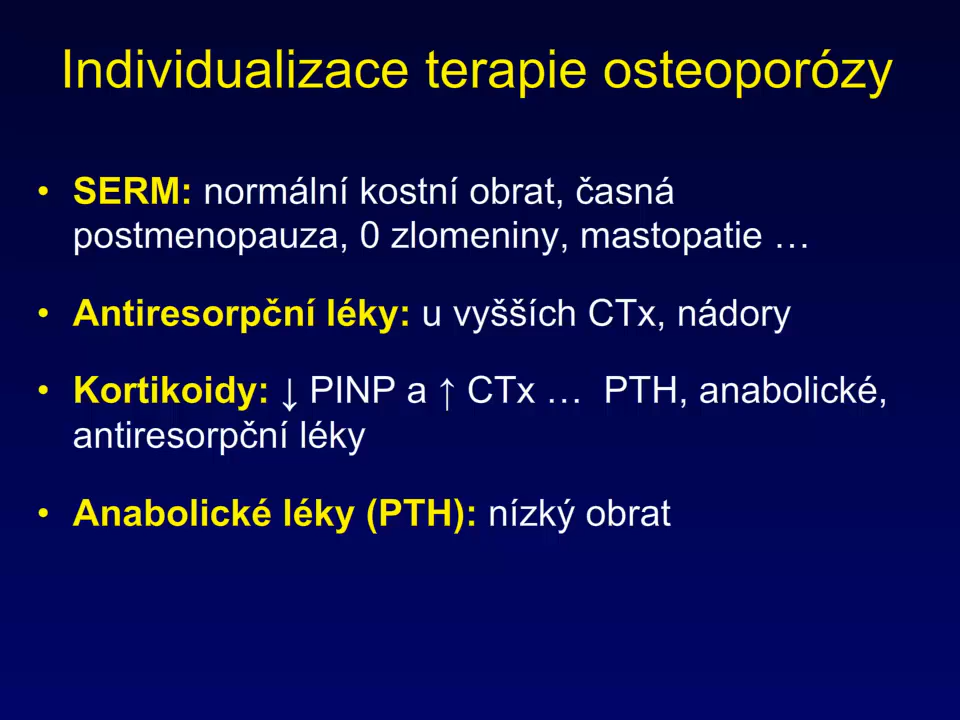 Individualizace terapie osteoporózy
• SERM: normální kostní obrat, časná
postmenopauza, 0 zlomeniny, mastopatie …
• Antiresorpční léky: u vyšších CTx, nádory
• Kortikoidy: ↓ PINP a ↑ CTx … PTH, anabolické,
antiresorpční léky
• Anabolické léky (PTH): nízký obrat